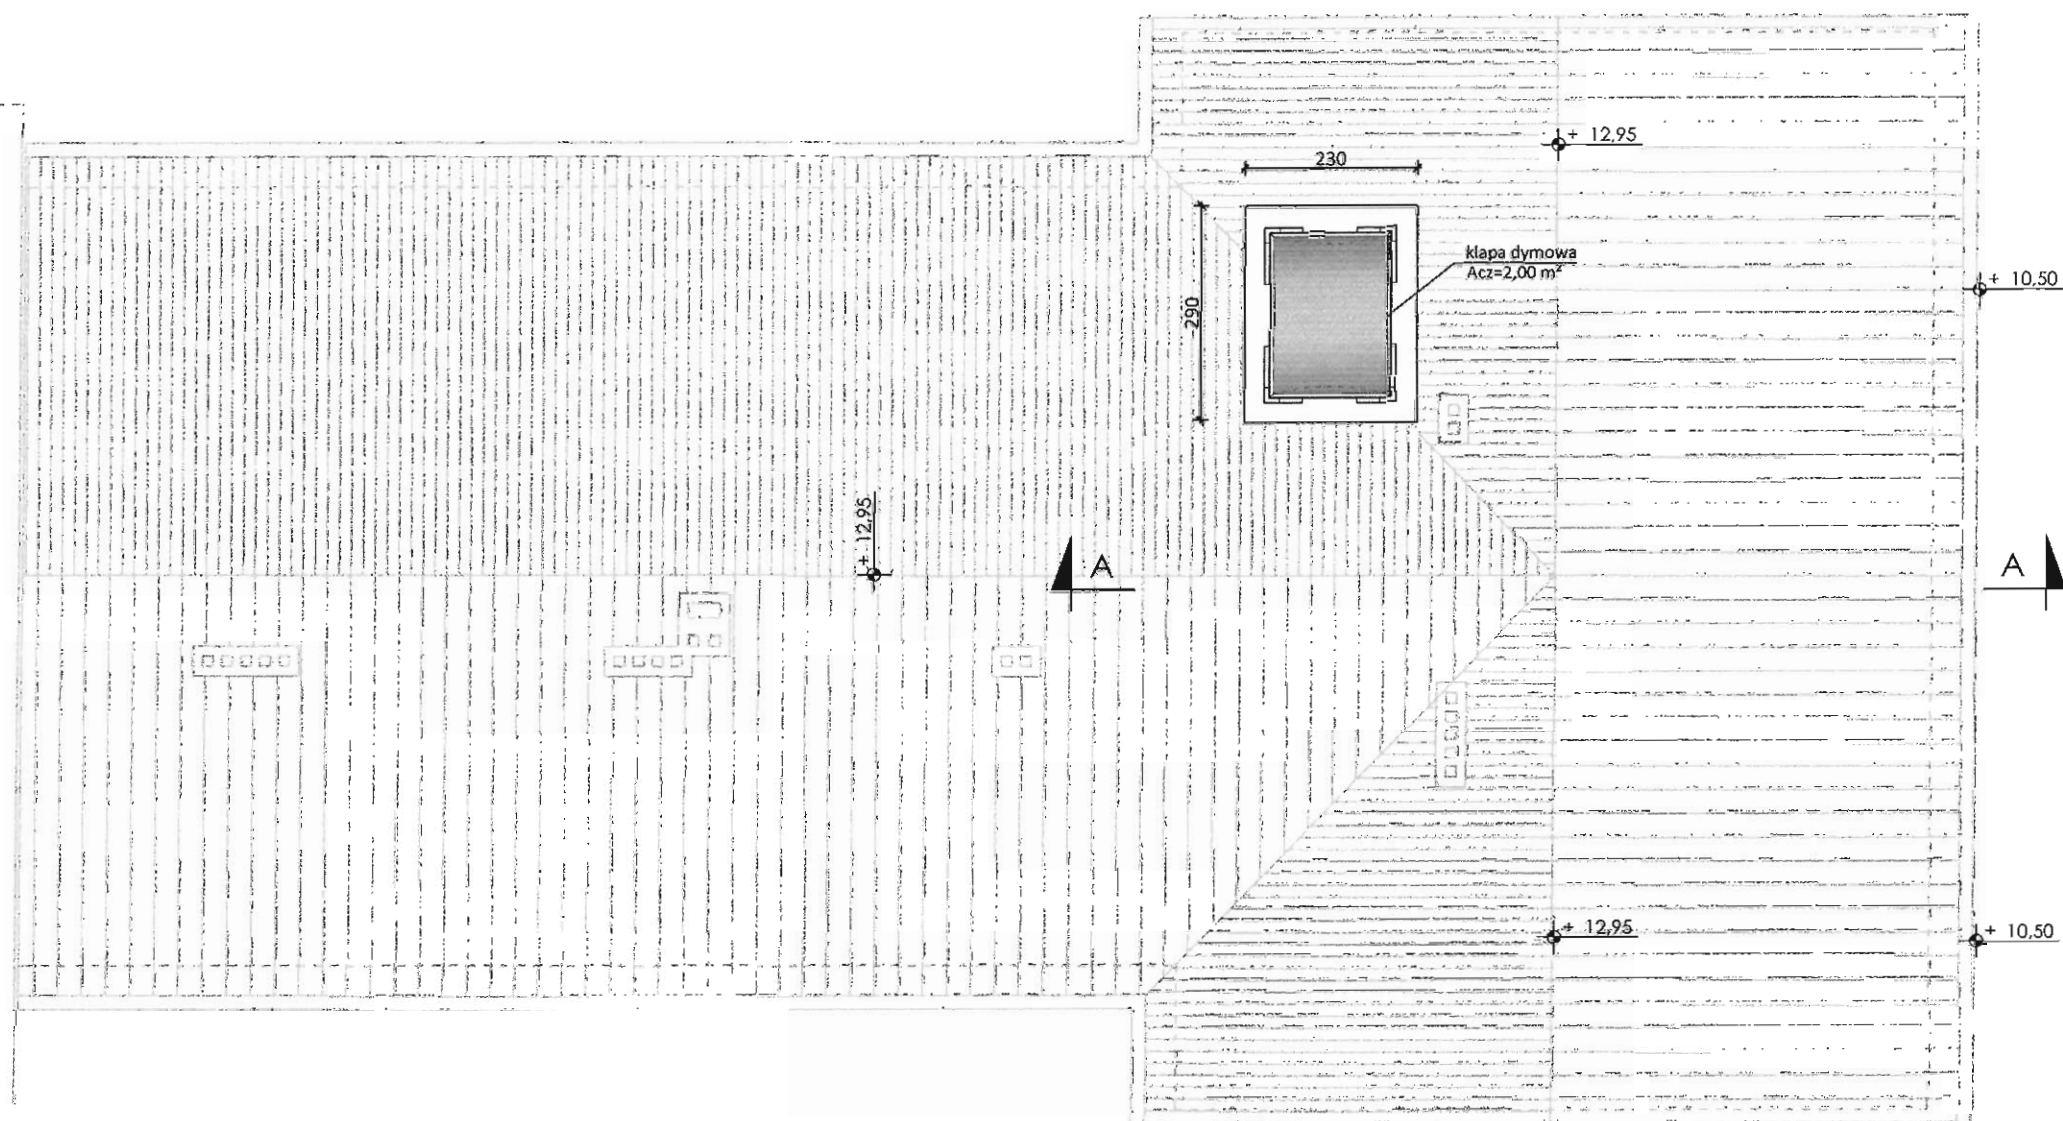 + 12,95
230
klapa dymowa
Acz=2,00 m²
+ 10,50
290
+ 12,95
A
A
+ 12,95
+ 10,50